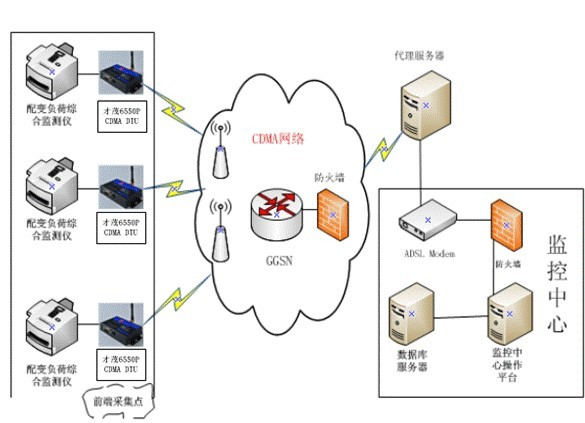 代理服务器
配变负荷综
合监测仪
才茂6550P
CDMA DTU
CDMA网络
防火墙
GGSN
配变负荷综
合监测仪
才茂6550P
CDMA DTU
ADSL Modem
防火墙
监控中心
配变负荷综
合监测仪
才茂6550P
CDMA DTU
数据库
服务器
监控中
心操作
平台
前端采集点